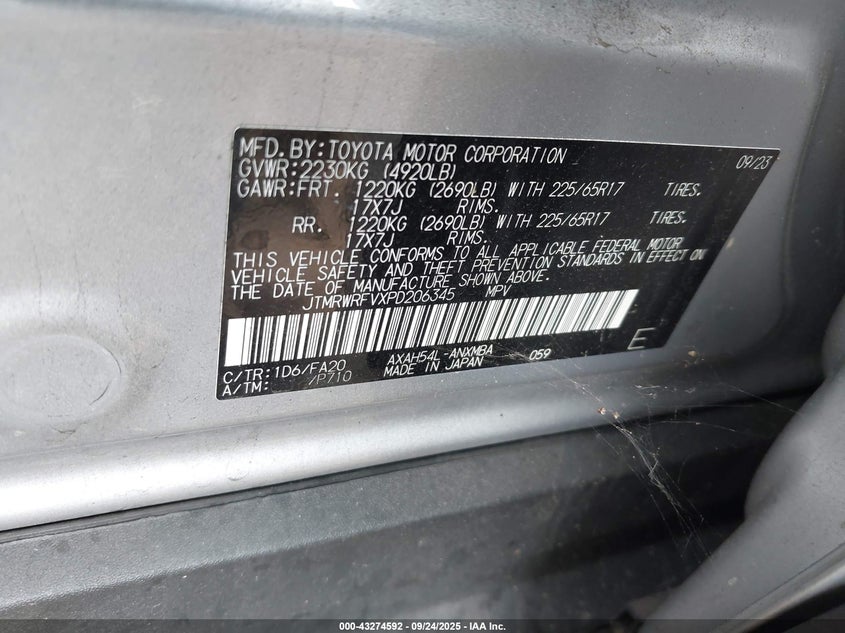 MFD.BY:TOYOTA MOTOR CORPORATION 09/23
GVWR:2230KG (4920LB)
GAWR:FRT. 1220KG (2690LB) WITH 225/65R17 TIRES.
17X7J RIMS.
RR. 1220KG (2690LB) WITH 225/65R17 TIRES.
17X7J RIMS.
THIS VEHICLE CONFORMS TO ALL APPLICABLE FEDERAL MOTOR
VEHICLE SAFETY AND THEFT PREVENTION STANDARDS IN EFFECT ON
THE DATE OF MANUFACTURE SHOWN ABOVE.
JTMRWRFVXPD206345 MPV
C/TR:1D6/FA20 AXAH54L-ANXMBA 059 E
A/TM: /P710 MADE IN JAPAN
000-43274592 - 09/24/2025 - IAA Inc.